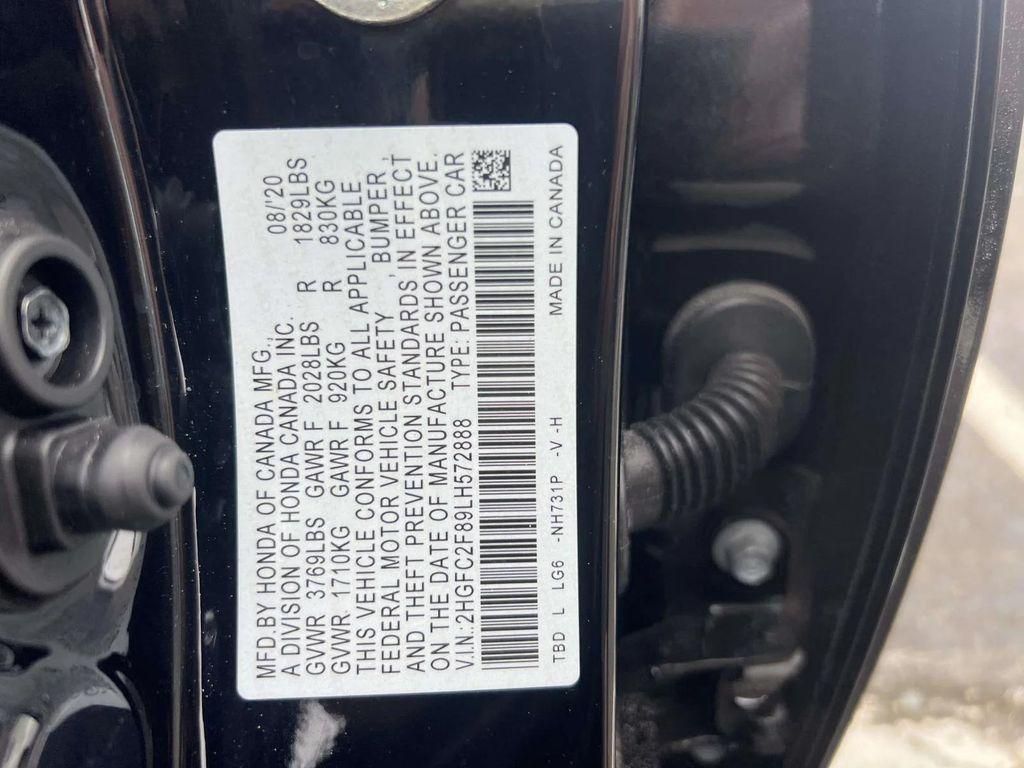 MFD.BY HONDA OF CANADA MFG., 08/'20
A DIVISION OF HONDA CANADA INC.
GVWR 3769LBS GAWR F 2028LBS R 1829LBS
GVWR 1710KG GAWR F 920KG R 830KG
THIS VEHICLE CONFORMS TO ALL APPLICABLE
FEDERAL MOTOR VEHICLE SAFETY , BUMPER,
AND THEFT PREVENTION STANDARDS, IN EFFECT
ON THE DATE OF MANUFACTURE SHOWN ABOVE.
V.I.N.:2HGFC2F89LH572888 TYPE: PASSENGER CAR
TBD L LG6 -NH731P -V -H MADE IN CANADA